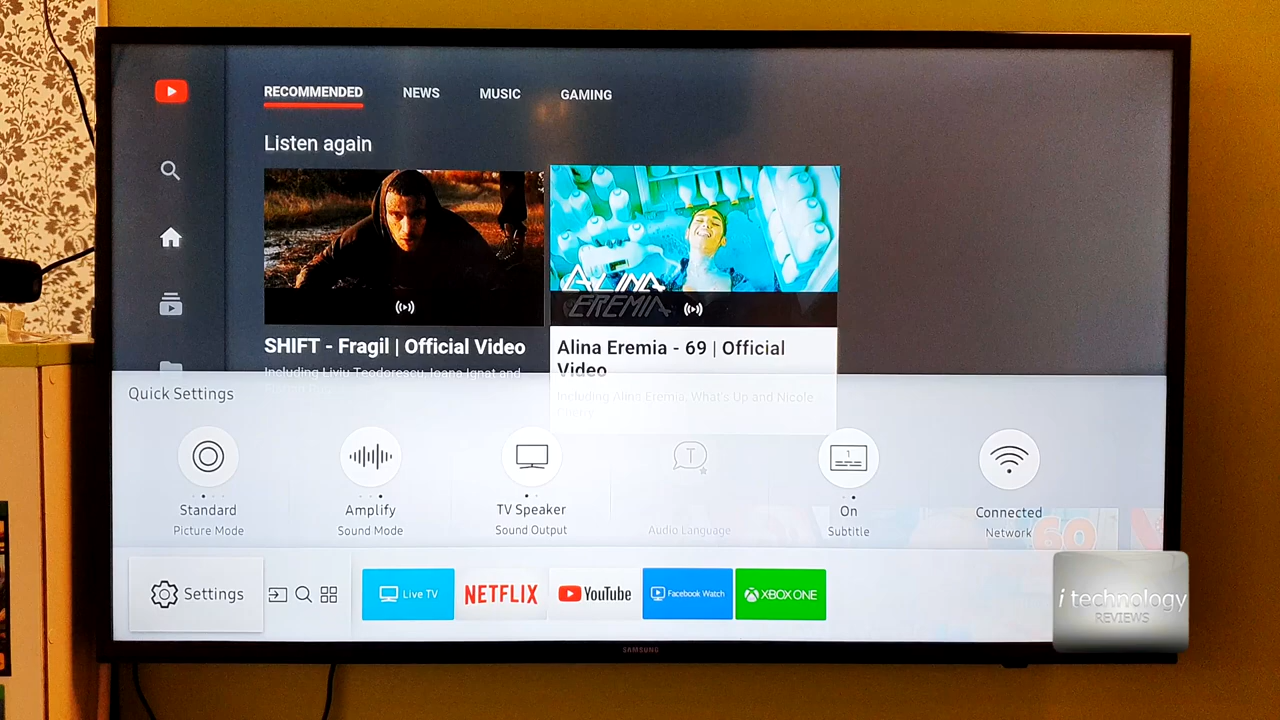 RECOMMENDED NEWS MUSIC GAMING
Listen again
ALINA
EREMIA
SHIFT - Fragil | Official Video
Including Liviu Teodorescu, Ioana Ignat and
Alina Eremia - 69 | Official
Video
Including Alina Eremia, What's Up and Nicole
Quick Settings
T
1
Standard
Picture Mode
Amplify
Sound Mode
TV Speaker
Sound Output
Audio Language
On
Subtitle
Connected
Network
60
Settings
Live TV
NETFLIX
YouTube
Facebook Watch
XBOX ONE
i technology
REVIEWS
SAMSUNG